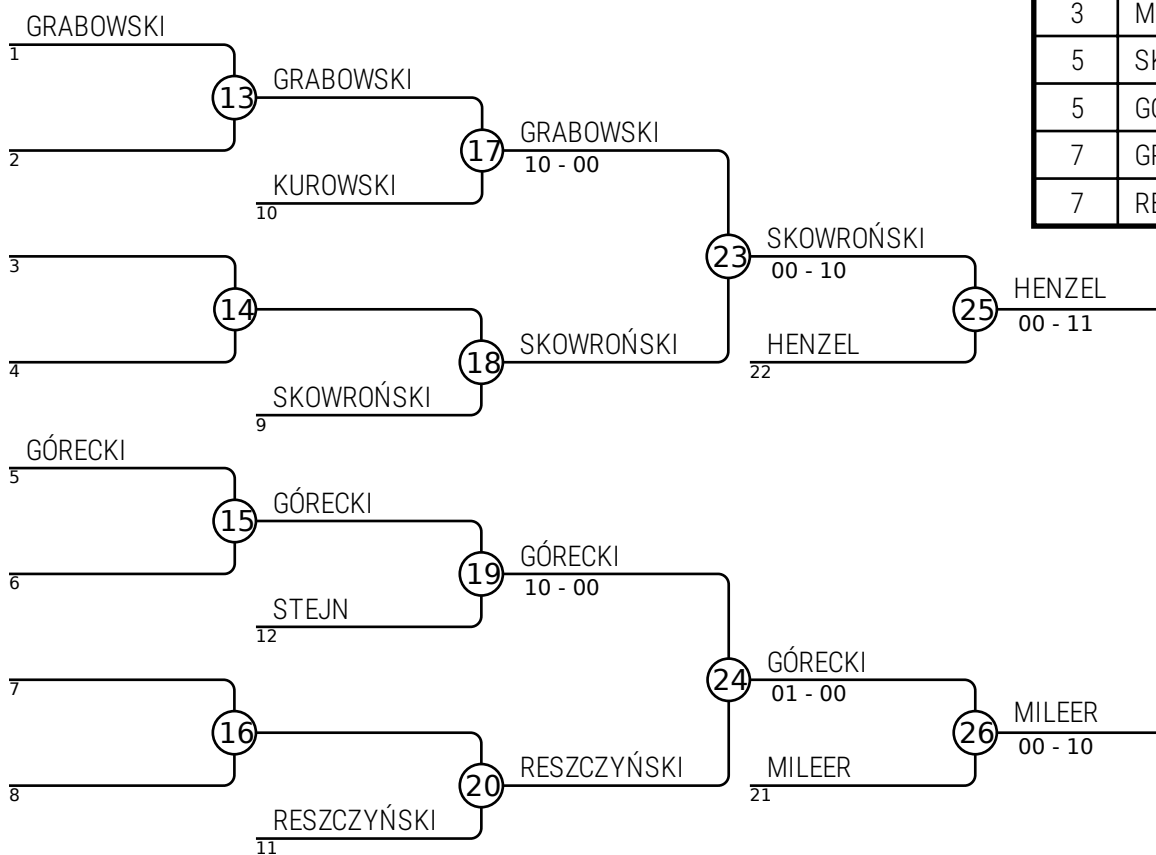 GRABOWSKI
1
13
GRABOWSKI
2
17
GRABOWSKI
10 - 00
KUROWSKI
10
3
14
4
18
SKOWROŃSKI
SKOWROŃSKI
9
23
SKOWROŃSKI
00 - 10
HENZEL
22
25
HENZEL
00 - 11
GÓRECKI
5
15
GÓRECKI
6
19
GÓRECKI
10 - 00
STEJN
12
7
16
8
20
RESZCZYŃSKI
RESZCZYŃSKI
11
24
GÓRECKI
01 - 00
MILEER
21
26
MILEER
00 - 10
3 M
5 SK
5
7 GR
7 RE